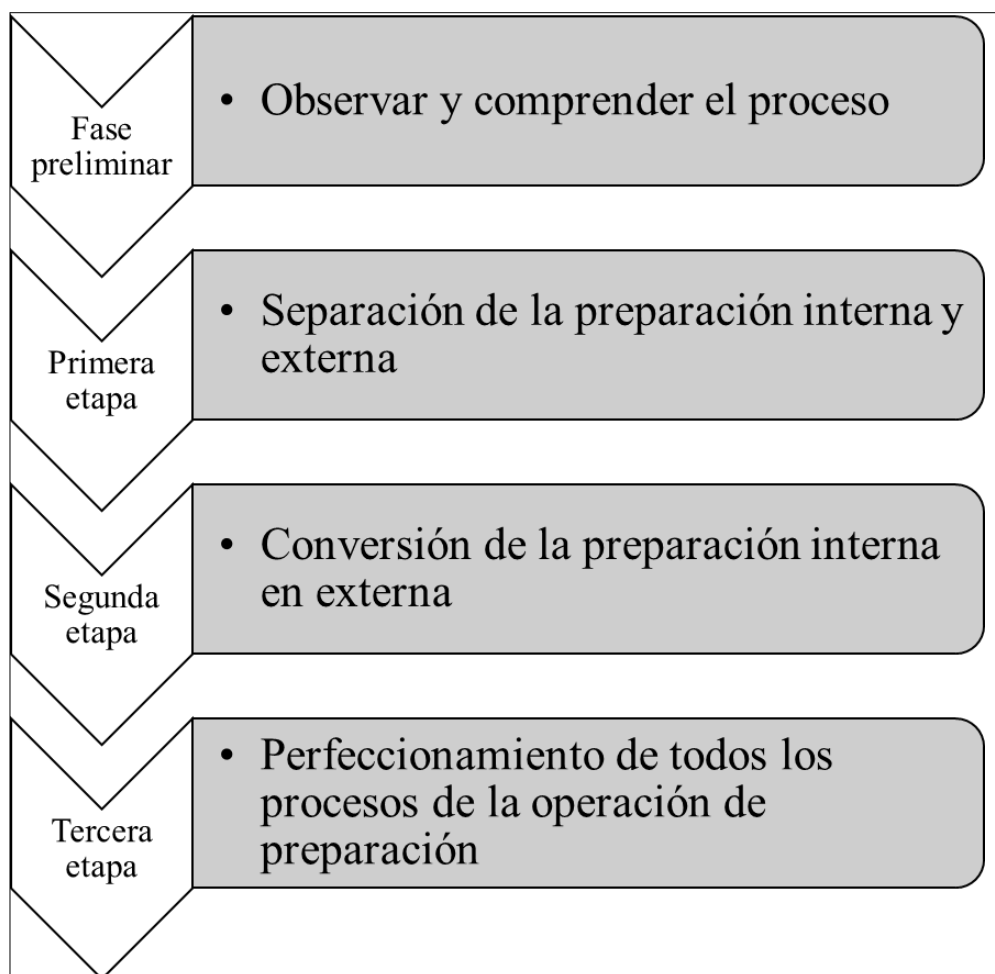 Fase
preliminar
• Observar y comprender el proceso
Primera
etapa
• Separación de la preparación interna y
externa
Segunda
etapa
• Conversión de la preparación interna
en externa
Tercera
etapa
• Perfeccionamiento de todos los
procesos de la operación de
preparación